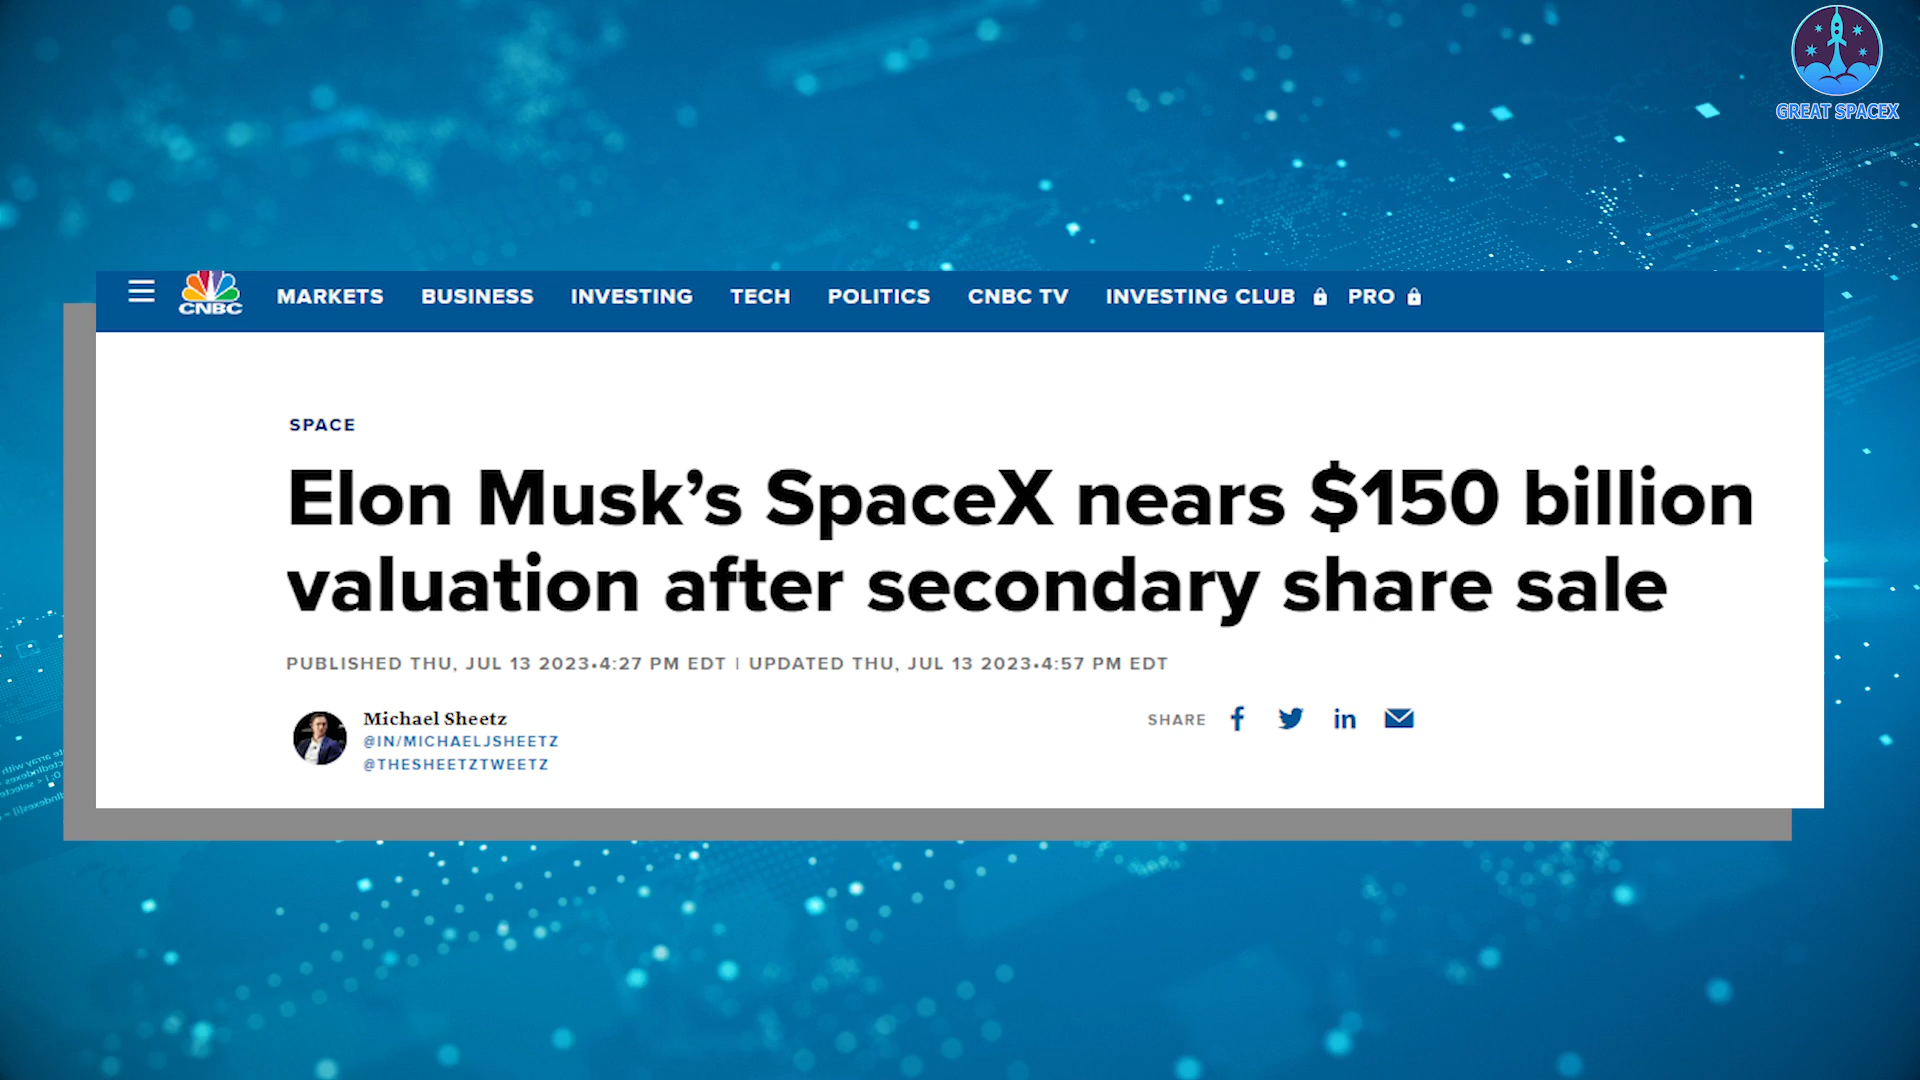 GREAT SPACEX
CNBC
MARKETS BUSINESS INVESTING TECH POLITICS CNBC TV INVESTING CLUB PRO
SPACE
Elon Musk’s SpaceX nears $150 billion
valuation after secondary share sale
PUBLISHED THU, JUL 13 2023•4:27 PM EDT | UPDATED THU, JUL 13 2023•4:57 PM EDT
Michael Sheetz
@IN/MICHAELJSHEETZ
@THESHEETZTWEETZ
SHARE